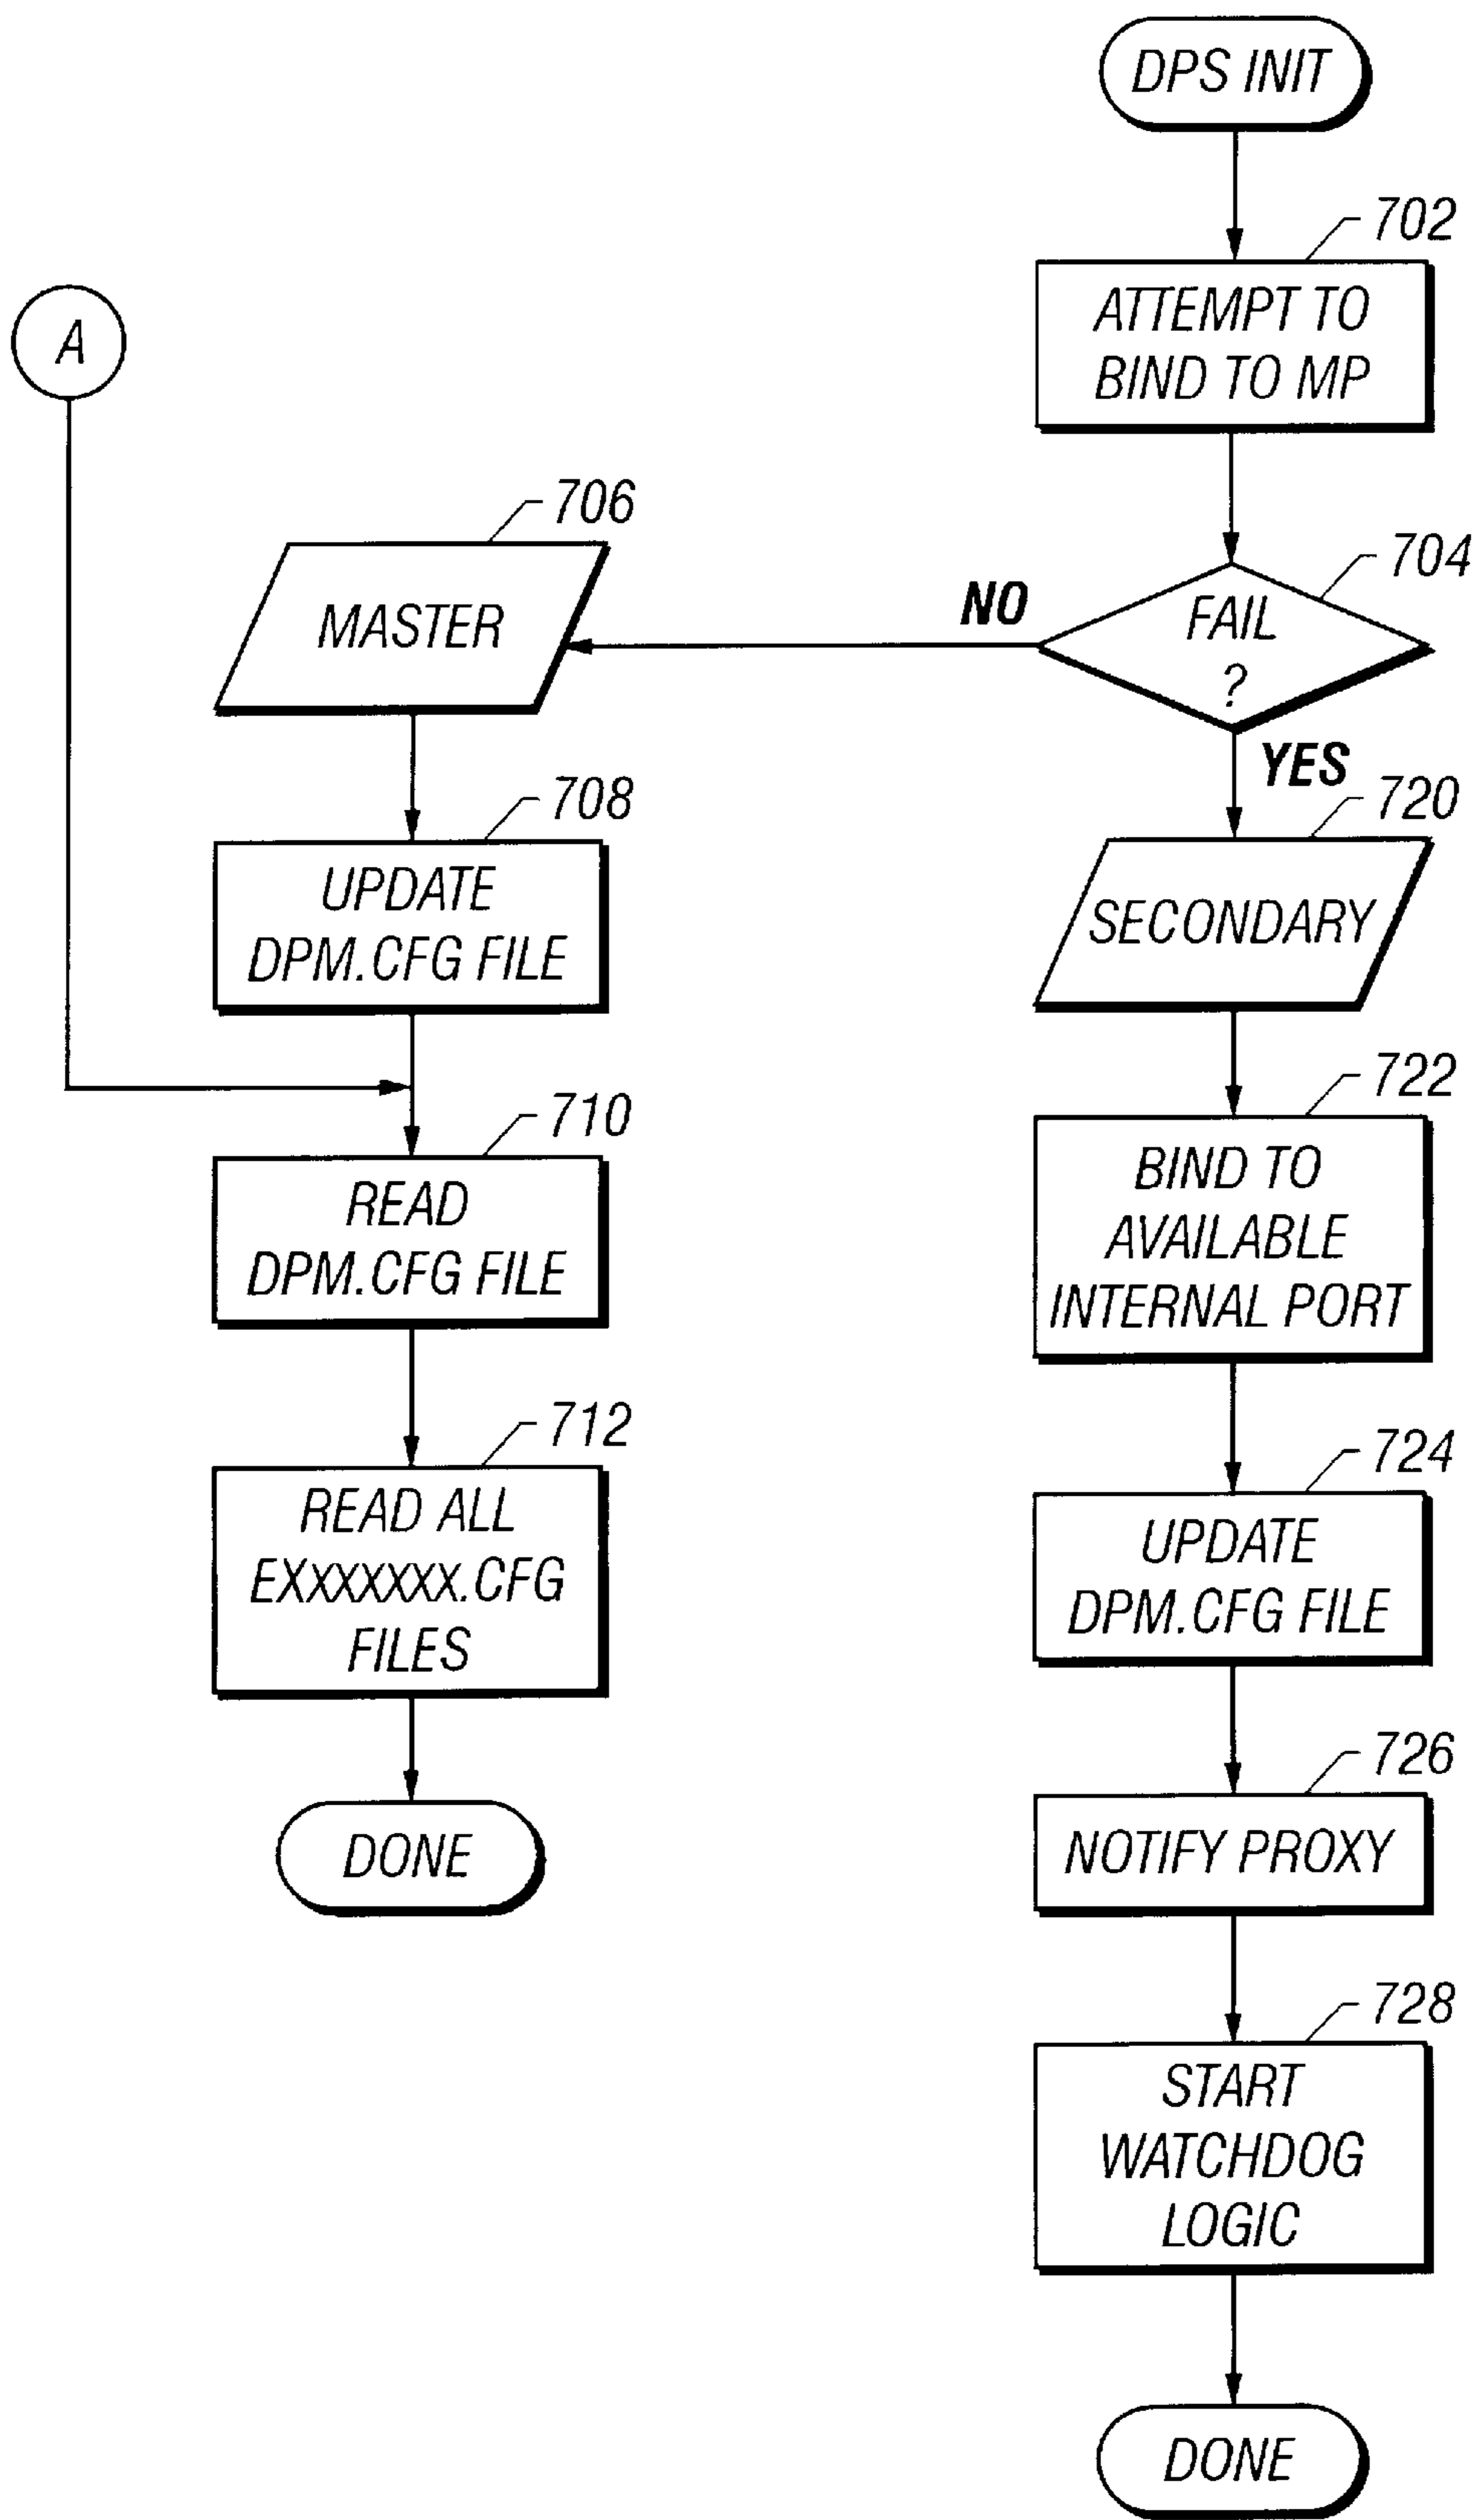 DPS INIT
702
ATTEMPT TO
BIND TO MP
A
706
MASTER
704
FAIL
?
NO
YES
708
UPDATE
DPM.CFG FILE
710
READ
DPM.CFG FILE
712
READ ALL
EXXXXXXX.CFG
FILES
DONE
720
SECONDARY
722
BIND TO
AVAILABLE
INTERNAL PORT
724
UPDATE
DPM.CFG FILE
726
NOTIFY PROXY
728
START
WATCHDOG
LOGIC
DONE